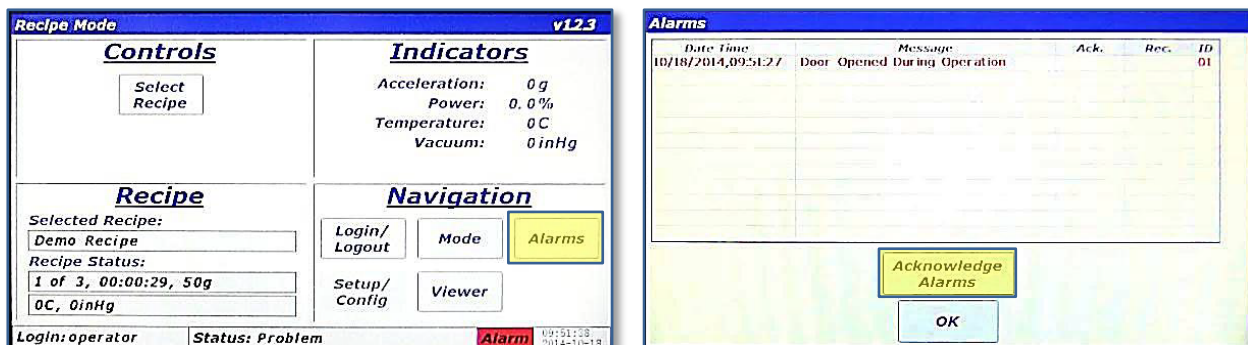 Recipe Mode v1.2.3
Controls
Select
Recipe
Indicators
Acceleration: 0 g
Power: 0.0%
Temperature: 0C
Vacuum: 0 inHg
Recipe
Selected Recipe:
Demo Recipe
Recipe Status:
1 of 3, 00:00:29, 50g
0C, 0inHg
Navigation
Login/
Logout
Mode
Alarms
Setup/
Config
Viewer
Login: operator Status: Problem Alarm 09:51:38
2014-10-18
Alarms
Date Time Message Ack. Rec. ID
10/18/2014,09:51:27 Door Opened During Operation 01
Acknowledge
Alarms
OK